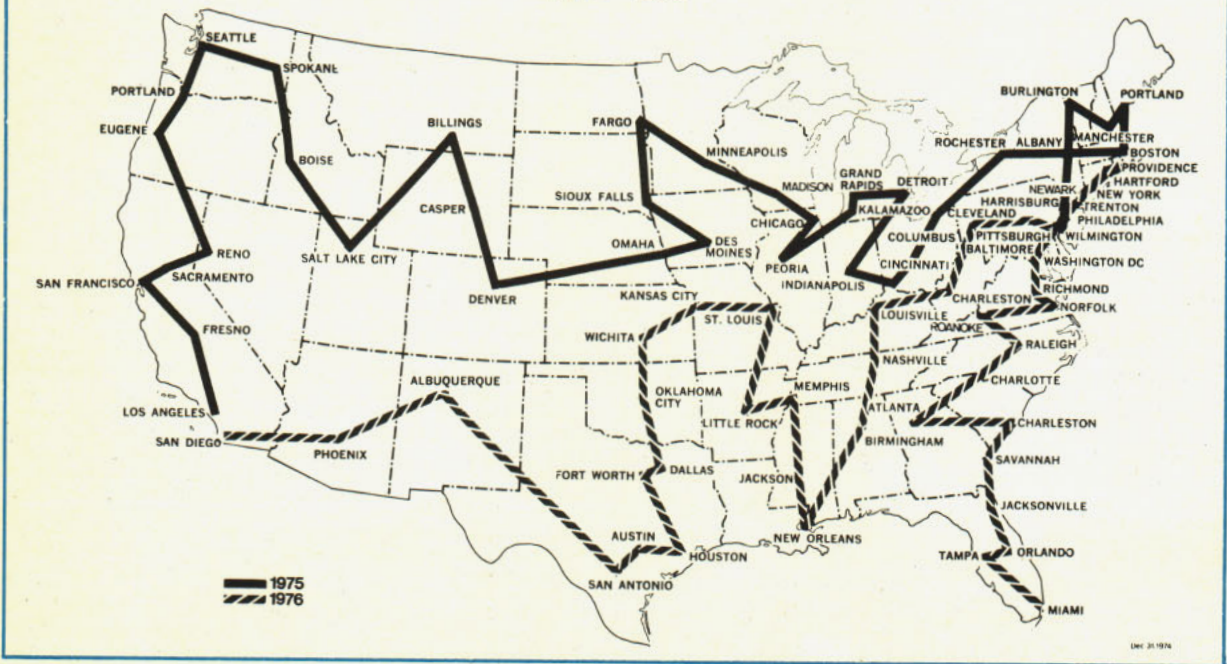 SEATTLE
SPOKANE
PORTLAND
EUGENE
BOISE
BILLINGS
CASPER
SALT LAKE CITY
RENO
SACRAMENTO
SAN FRANCISCO
FRESNO
LOS ANGELES
SAN DIEGO
PHOENIX
ALBUQUERQUE
DENVER
FARGO
MINNEAPOLIS
SIOUX FALLS
OMAHA
DES
MOINES
MADISON
CHICAGO
PEORIA
GRAND
RAPIDS
KALAMAZOO
DETROIT
INDIANAPOLIS
CINCINNATI
COLUMBUS
CLEVELAND
ROCHESTER
ALBANY
BURLINGTON
PORTLAND
MANCHESTER
BOSTON
PROVIDENCE
HARTFORD
NEW YORK
NEWARK
HARRISBURG
TRENTON
PHILADELPHIA
WILMINGTON
PITTSBURGH
BALTIMORE
WASHINGTON DC
RICHMOND
NORFOLK
CHARLESTON
ROANOKE
RALEIGH
CHARLOTTE
LOUISVILLE
NASHVILLE
KANSAS CITY
ST. LOUIS
WICHITA
OKLAHOMA
CITY
MEMPHIS
LITTLE ROCK
ATLANTA
BIRMINGHAM
CHARLESTON
SAVANNAH
JACKSONVILLE
JACKSON
NEW ORLEANS
FORT WORTH
DALLAS
AUSTIN
HOUSTON
SAN ANTONIO
TAMPA
ORLANDO
MIAMI
1975
1976
Dec 31.1974